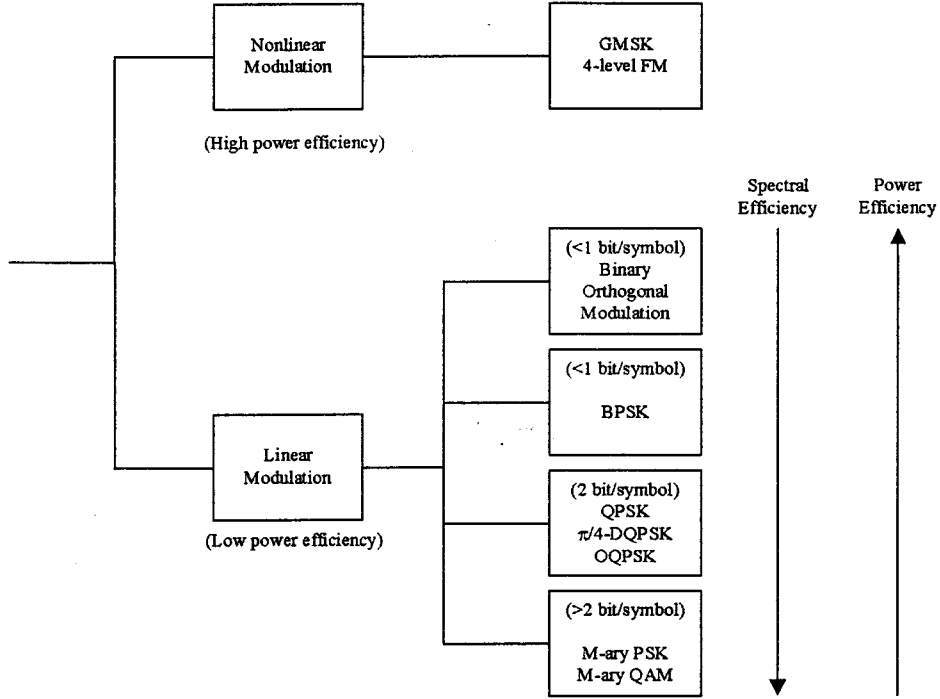 Nonlinear
Modulation
(High power efficiency)
GMSK
4-level FM
Spectral
Efficiency
Power
Efficiency
(<1 bit/symbol)
Binary
Orthogonal
Modulation
(<1 bit/symbol)
BPSK
Linear
Modulation
(Low power efficiency)
(2 bit/symbol)
QPSK
π/4-DQPSK
OQPSK
(>2 bit/symbol)
M-ary PSK
M-ary QAM